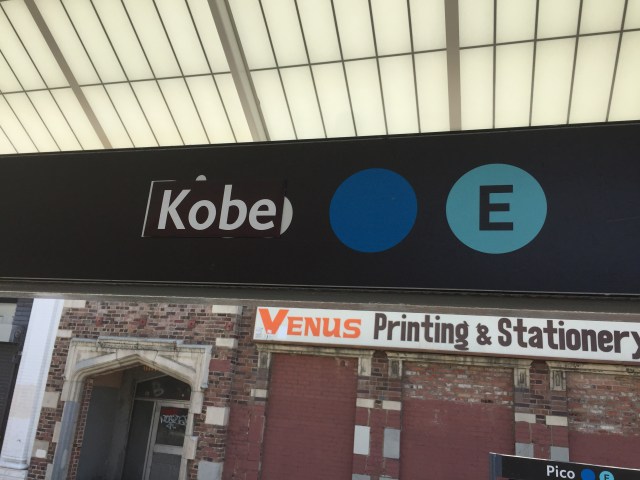 Kobe
E
VENUS Printing & Stationery
Pico
E